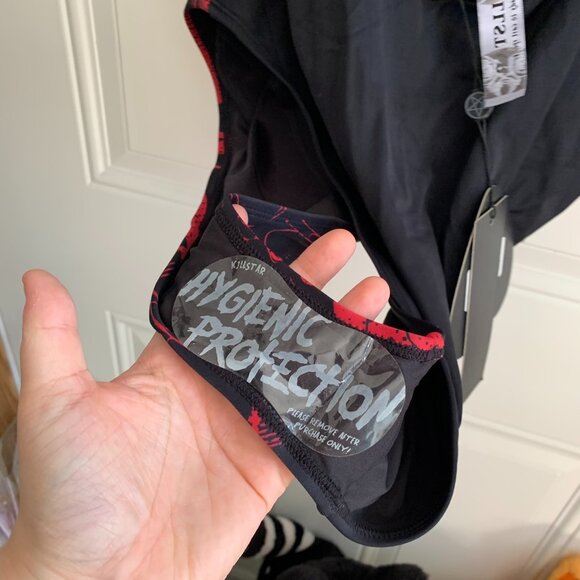 KILLSTAR
HYGIENIC
PROTECTION
PLEASE REMOVE AFTER
PURCHASE ONLY!